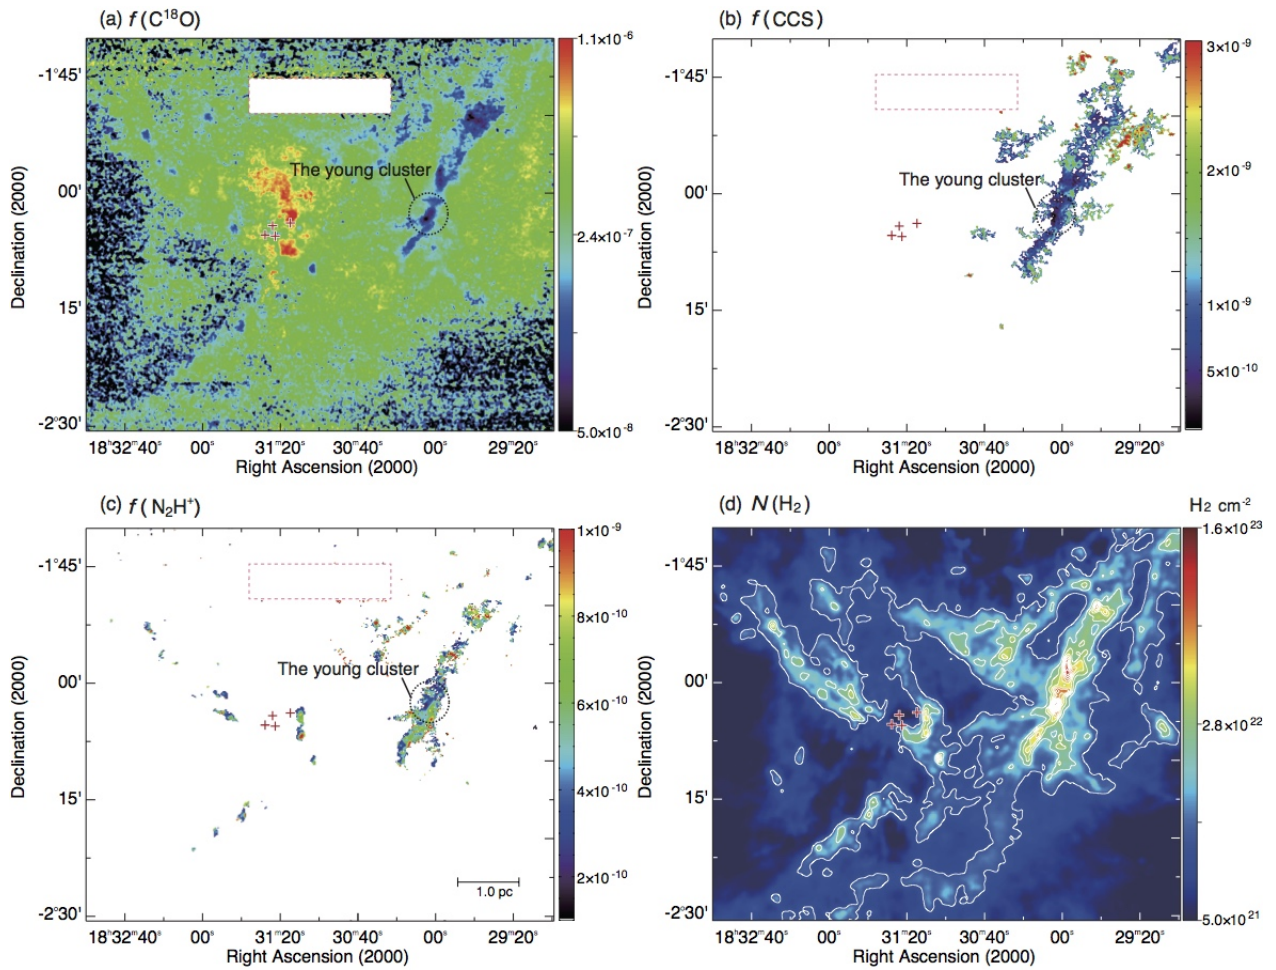 (a) f (C¹⁸O)
1.1×10⁻⁶
-1°45'
The young cluster
00'
2.4×10⁻⁷
15'
-2°30'
5.0×10⁻⁸
18ʰ32ᵐ40ˢ 00ˢ 31ᵐ20ˢ 30ᵐ40ˢ 00ˢ 29ᵐ20ˢ
Right Ascension (2000)
Declination (2000)
(b) f (CCS)
3×10⁻⁹
-1°45'
2×10⁻⁹
The young cluster
00'
15'
1×10⁻⁹
5×10⁻¹⁰
-2°30'
18ʰ32ᵐ40ˢ 00ˢ 31ᵐ20ˢ 30ᵐ40ˢ 00ˢ 29ᵐ20ˢ
Right Ascension (2000)
Declination (2000)
(c) f (N₂H⁺)
1×10⁻⁹
-1°45'
8×10⁻¹⁰
The young cluster
00'
6×10⁻¹⁰
15'
4×10⁻¹⁰
1.0 pc
2×10⁻¹⁰
-2°30'
18ʰ32ᵐ40ˢ 00ˢ 31ᵐ20ˢ 30ᵐ40ˢ 00ˢ 29ᵐ20ˢ
Right Ascension (2000)
Declination (2000)
(d) N (H₂)
H₂ cm⁻²
1.6×10²³
-1°45'
00'
2.8×10²²
15'
-2°30'
5.0×10²¹
18ʰ32ᵐ40ˢ 00ˢ 31ᵐ20ˢ 30ᵐ40ˢ 00ˢ 29ᵐ20ˢ
Right Ascension (2000)
Declination (2000)